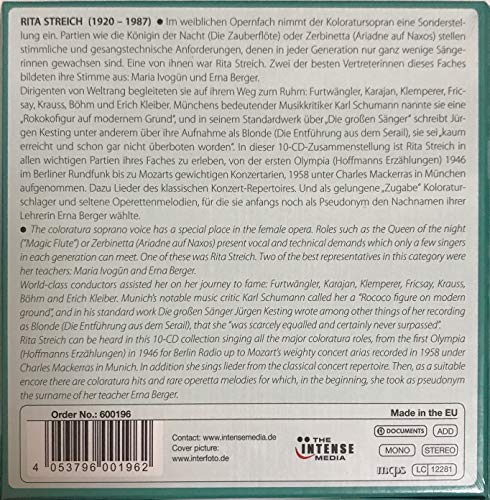 RITA STREICH (1920 – 1987) • Im weiblichen Opernfach nimmt der Koloratursopran eine Sonderstel-
lung ein. Partien wie die Königin der Nacht (Die Zauberflöte) oder Zerbinetta (Ariadne auf Naxos) stellen
stimmliche und gesangstechnische Anforderungen, denen in jeder Generation nur ganz wenige Sänge-
rinnen gewachsen sind. Eine von ihnen war Rita Streich. Zwei der besten Vertreterinnen dieses Faches
bildeten ihre Stimme aus: Maria Ivogün und Erna Berger.
Dirigenten von Weltrang begleiteten sie auf ihrem Weg zum Ruhm: Furtwängler, Karajan, Klemperer, Fric-
say, Krauss, Böhm und Erich Kleiber. Münchens bedeutender Musikkritiker Karl Schumann nannte sie eine
„Rokokofigur auf modernem Grund", und in seinem Standardwerk über „Die großen Sänger" schreibt Jür-
gen Kesting unter anderem über ihre Aufnahme als Blonde (Die Entführung aus dem Serail), sie sei „kaum
erreicht und schon gar nicht überboten worden". In dieser 10-CD-Zusammenstellung ist Rita Streich in
allen wichtigen Partien ihres Faches zu erleben, von der ersten Olympia (Hoffmanns Erzählungen) 1946
im Berliner Rundfunk bis zu Mozarts gewichtigen Konzertarien, 1958 unter Charles Mackerras in München
aufgenommen. Dazu Lieder des klassischen Konzert-Repertoires. Und als gelungene „Zugabe" Koloratur-
schlager und seltene Operettenmelodien, für die sie anfangs noch als Pseudonym den Nachnamen ihrer
Lehrerin Erna Berger wählte.
• The coloratura soprano voice has a special place in the female opera. Roles such as the Queen of the night
("Magic Flute") or Zerbinetta (Ariadne auf Naxos) present vocal and technical demands which only a few singers
in each generation can meet. One of these was Rita Streich. Two of the best representatives in this category were
her teachers: Maria Ivogün and Erna Berger.
World-class conductors assisted her on her journey to fame: Furtwängler, Karajan, Klemperer, Fricsay, Krauss,
Böhm and Erich Kleiber. Munich's notable music critic Karl Schumann called her a "Rococo figure on modern
ground", and in his standard work Die großen Sänger Jürgen Kesting wrote among other things of her recording
as Blonde (Die Entführung aus dem Serail), that she "was scarcely equalled and certainly never surpassed".
Rita Streich can be heard in this 10-CD collection singing all the major coloratura roles, from the first Olympia
(Hoffmanns Erzählungen) in 1946 for Berlin Radio up to Mozart's weighty concert arias recorded in 1958 under
Charles Mackerras in Munich. In addition she sings lieder from the classical concert repertoire. Then, as a suitable
encore there are coloratura hits and rare operetta melodies for which, in the beginning, she took as pseudonym
the surname of her teacher Erna Berger.
Order No.: 600196
Made in the EU
4 053796 001962
Contact: www.intensemedia.com
Cover picture:
www.interfoto.de
THE
INTENSE
MEDIA
DOCUMENTS
ADD
MONO
STEREO
mcps
LC 12281